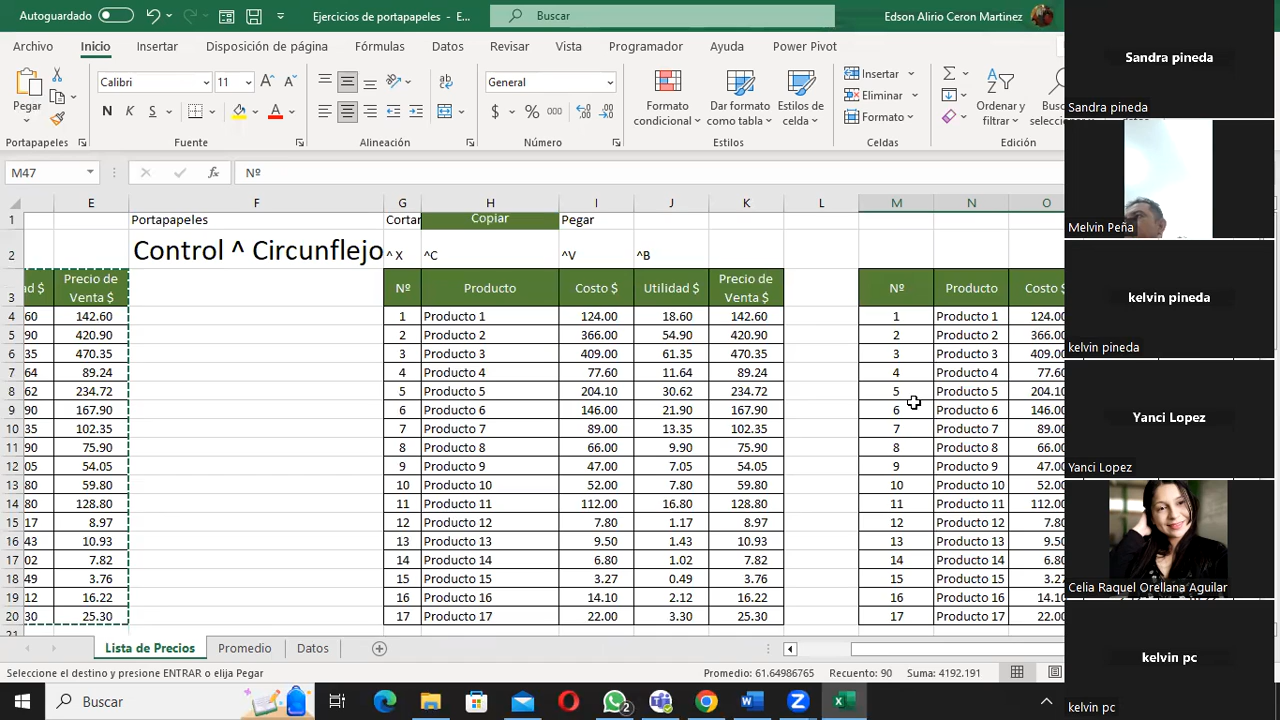 Autoguardado
Ejercicios de portapapeles - E...
Buscar
Edson Alirio Ceron Martinez
Archivo Inicio Insertar Disposición de página Fórmulas Datos Revisar Vista Programador Ayuda Power Pivot
Pegar
Calibri 11
N K S
General
$ % 000
Formato condicional
Dar formato como tabla
Estilos de celda
Insertar
Eliminar
Formato
Ordenar y filtrar
Portapapeles Fuente Alineación Número Estilos Celdas Edición
M47 fx Nº
E F G H I J K L M N O
1 Portapapeles Cortar Copiar Pegar
2 Control ^ Circunflejo ^ X ^C ^V ^B
3 ad $ Precio de Venta $ Nº Producto Costo $ Utilidad $ Precio de Venta $ Nº Producto Costo $
4 60 142.60 1 Producto 1 124.00 18.60 142.60 1 Producto 1 124.00
5 90 420.90 2 Producto 2 366.00 54.90 420.90 2 Producto 2 366.00
6 35 470.35 3 Producto 3 409.00 61.35 470.35 3 Producto 3 409.00
7 64 89.24 4 Producto 4 77.60 11.64 89.24 4 Producto 4 77.60
8 62 234.72 5 Producto 5 204.10 30.62 234.72 5 Producto 5 204.10
9 90 167.90 6 Producto 6 146.00 21.90 167.90 6 Producto 6 146.00
10 35 102.35 7 Producto 7 89.00 13.35 102.35 7 Producto 7 89.00
11 90 75.90 8 Producto 8 66.00 9.90 75.90 8 Producto 8 66.00
12 05 54.05 9 Producto 9 47.00 7.05 54.05 9 Producto 9 47.00
13 80 59.80 10 Producto 10 52.00 7.80 59.80 10 Producto 10 52.00
14 80 128.80 11 Producto 11 112.00 16.80 128.80 11 Producto 11 112.00
15 17 8.97 12 Producto 12 7.80 1.17 8.97 12 Producto 12 7.80
16 43 10.93 13 Producto 13 9.50 1.43 10.93 13 Producto 13 9.50
17 02 7.82 14 Producto 14 6.80 1.02 7.82 14 Producto 14 6.80
18 49 3.76 15 Producto 15 3.27 0.49 3.76 15 Producto 15 3.27
19 12 16.22 16 Producto 16 14.10 2.12 16.22 16 Producto 16 14.10
20 30 25.30 17 Producto 17 22.00 3.30 25.30 17 Producto 17 22.00
21
Lista de Precios Promedio Datos
Seleccione el destino y presione ENTRAR o elija Pegar Promedio: 61.64986765 Recuento: 90 Suma: 4192.191
Buscar
2
Sandra pineda
Sandra pineda
Melvin Peña
kelvin pineda
kelvin pineda
Yanci Lopez
Yanci Lopez
Celia Raquel Orellana Aguilar
kelvin pc
kelvin pc